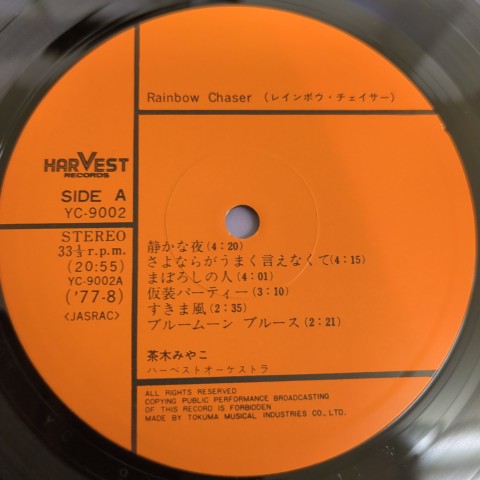 Rainbow Chaser (レインボウ・チェイサー)
HARVEST
RECORDS
SIDE A
YC-9002
STEREO
33⅓ r.p.m.
(20:55)
YC-9002A
('77-8)
<JASRAC>
静かな夜(4:20)
さよならがうまく言えなくて(4:15)
まぼろしの人(4:01)
仮装パーティー(3:10)
すきま風(2:35)
ブルームーン ブルース(2:21)
茶木みやこ
ハーベストオーケストラ
ALL RIGHTS RESERVED
COPYING PUBLIC PERFORMANCE BROADCASTING
OF THIS RECORD IS FORBIDDEN
MADE BY TOKUMA MUSICAL INDUSTRIES CO., LTD.